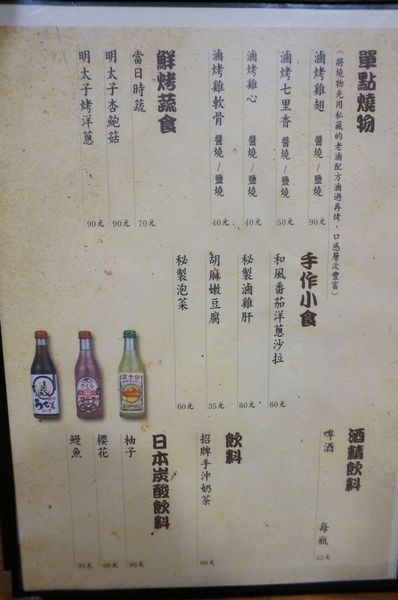 單點燒物
(將燒物先用私藏的老滷配方滷過再烤，口感層次豐富)
滷烤雞翅 醬燒/鹽燒 90元
滷烤七里香 醬燒/鹽燒 50元
滷烤雞心 醬燒/鹽燒 40元
滷烤雞軟骨 醬燒/鹽燒 40元
鮮烤蔬食
當日時蔬 70元
明太子杏鮑菇 90元
明太子烤洋蔥 90元
手作小食
和風番茄洋蔥沙拉 60元
秘製滷雞肝 60元
胡麻嫩豆腐 35元
秘製泡菜 60元
酒精飲料
啤酒 每瓶
飲料
招牌手沖奶茶 90元
日本炭酸飲料
柚子 90元
櫻花 90元
鰻魚 90元